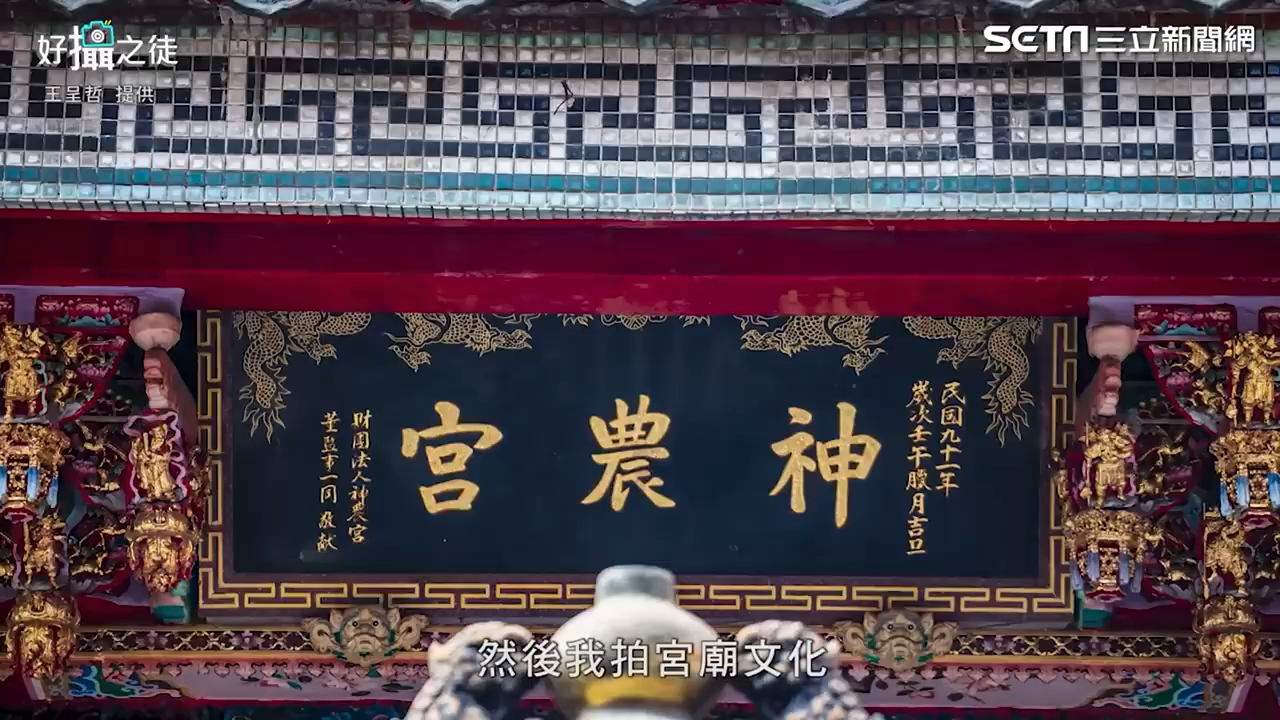 好攝之徒
王呈哲 提供
SETN三立新聞網
民國九十一年
歲次壬午臘月吉旦
神農宮
財團法人神農宮
董監事一同敬獻
然後我拍宮廟文化